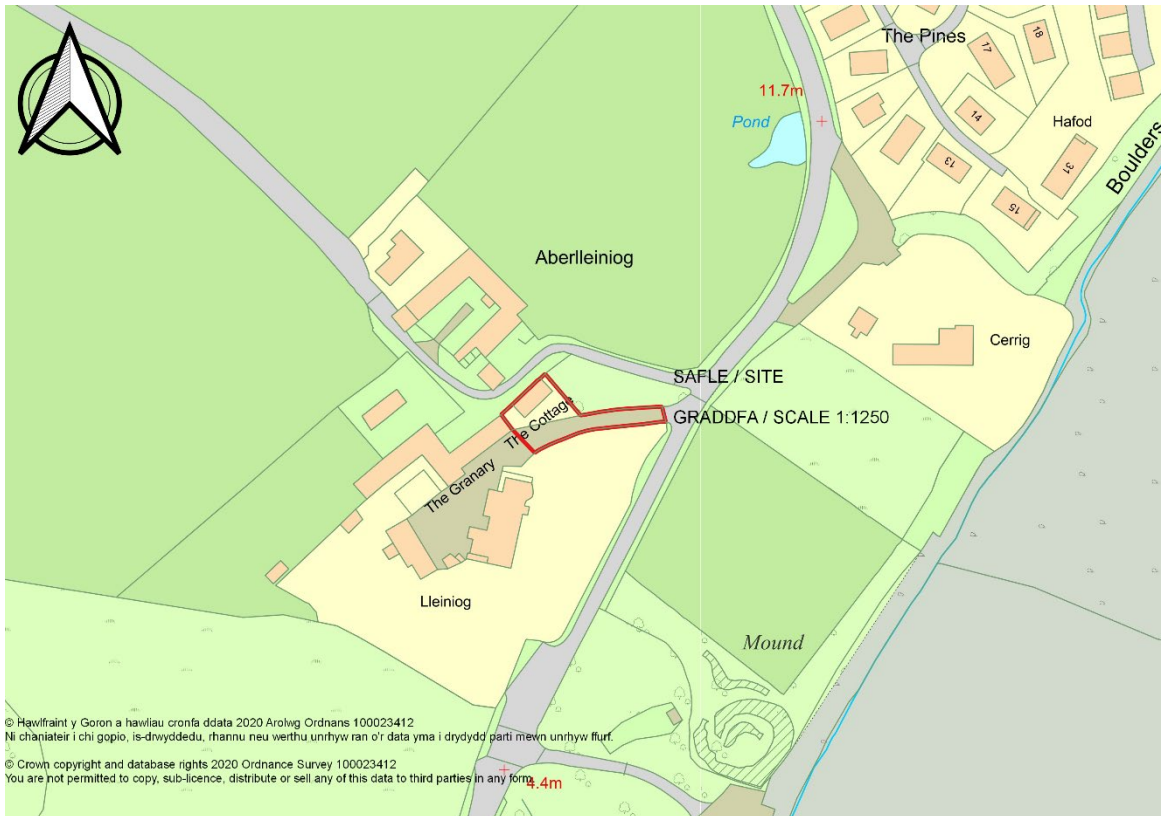 The Pines
18
17
11.7m
Pond
14
Hafod
13
31
Boulders
15
Aberlleiniog
Cerrig
SAFLE / SITE
GRADDFA / SCALE 1:1250
The Cottage
The Granary
Lleiniog
Mound
© Hawlfraint y Goron a hawliau cronfa ddata 2020 Arolwg Ordnans 100023412
Ni chaniateir i chi gopio, is-drwyddedu, rhannu neu werthu unrhyw ran o'r data yma i drydydd parti mewn unrhyw ffurf.
© Crown copyright and database rights 2020 Ordnance Survey 100023412
You are not permitted to copy, sub-licence, distribute or sell any of this data to third parties in any form.
4.4m